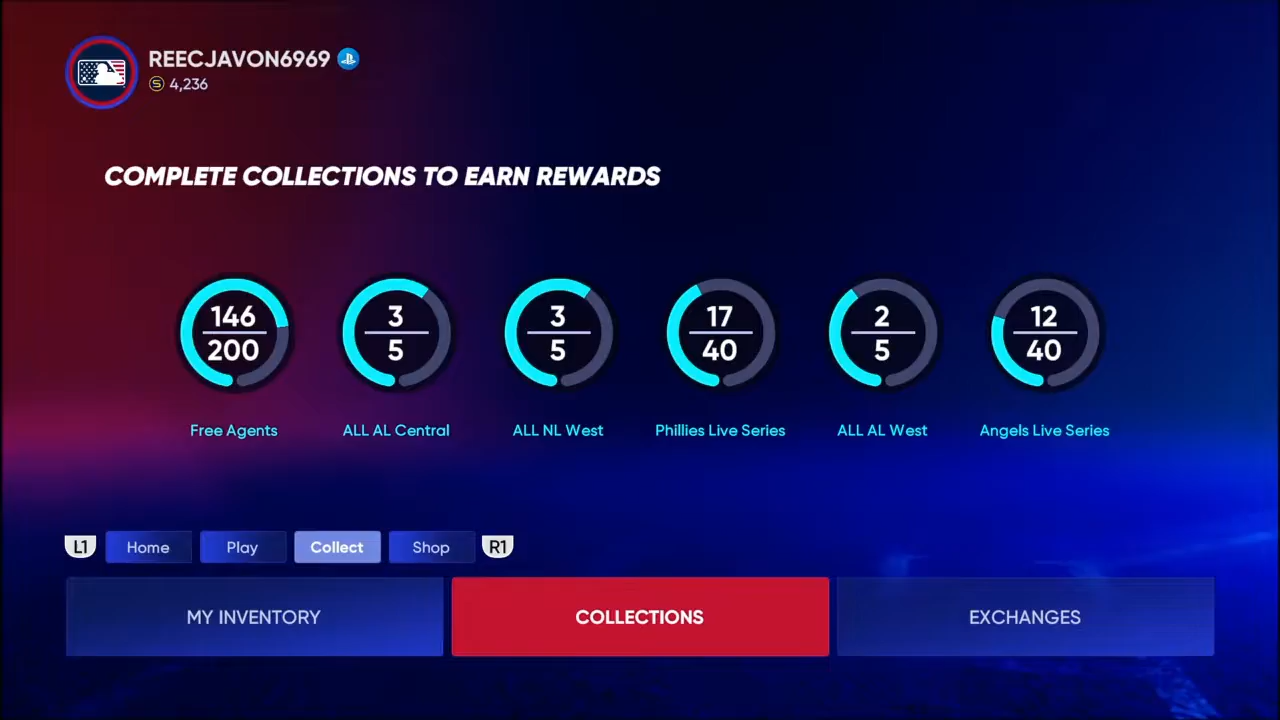 REECJAVON6969
4,236
COMPLETE COLLECTIONS TO EARN REWARDS
146
200
Free Agents
3
5
ALL AL Central
3
5
ALL NL West
17
40
Phillies Live Series
2
5
ALL AL West
12
40
Angels Live Series
L1 Home Play Collect Shop R1
MY INVENTORY COLLECTIONS EXCHANGES